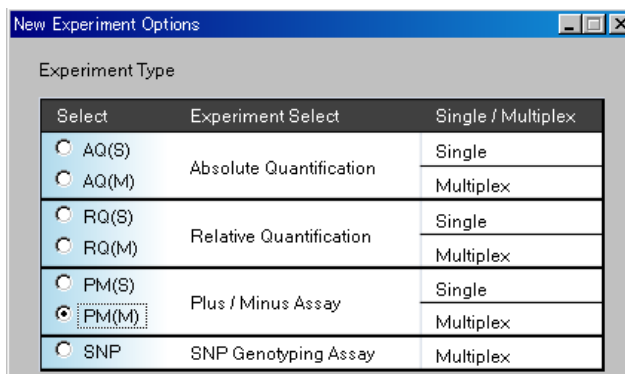 New Experiment Options
Experiment Type
Select Experiment Select Single / Multiplex
AQ(S) Absolute Quantification Single
AQ(M) Multiplex
RQ(S) Relative Quantification Single
RQ(M) Multiplex
PM(S) Plus / Minus Assay Single
PM(M) Multiplex
SNP SNP Genotyping Assay Multiplex